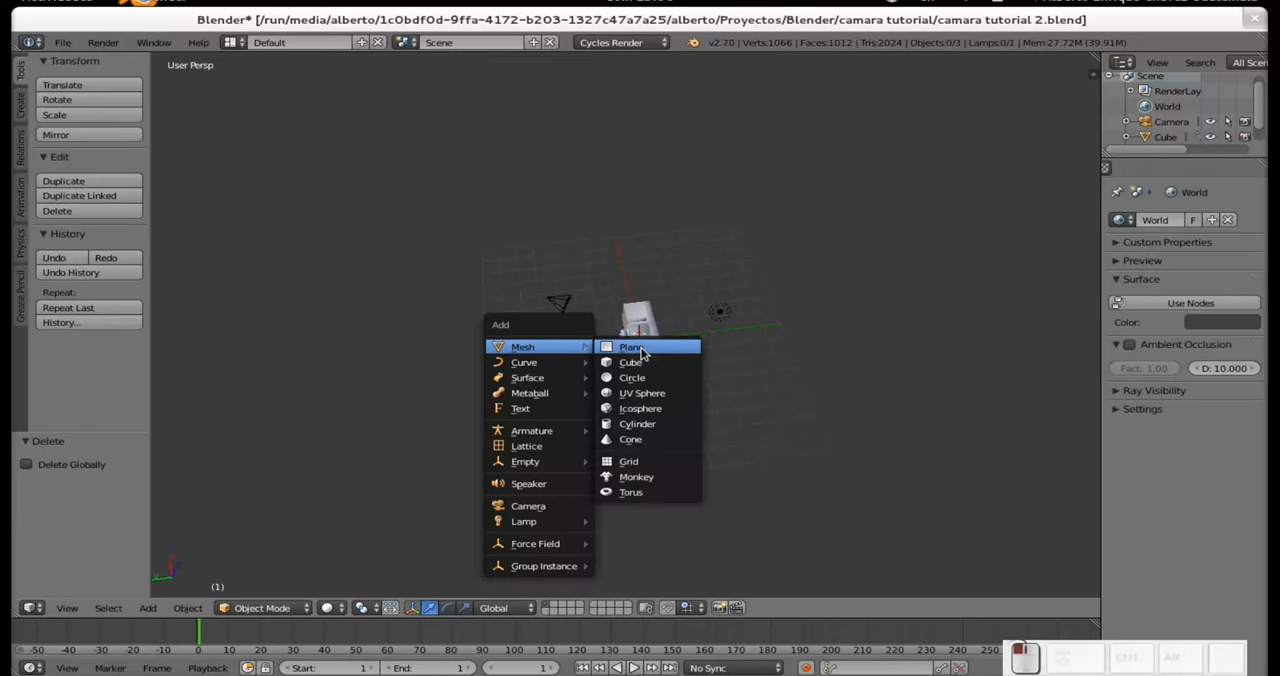 Blender* [/run/media/alberto/1c0bdf0d-9ffa-4172-b203-1327c47a7a25/alberto/Proyectos/Blender/camara tutorial/camara tutorial 2.blend]
File Render Window Help Default Scene Cycles Render v2.70 | Verts:1066 | Faces:1012 | Tris:2024 | Objects:0/3 | Lamps:0/1 | Mem:27.72M (39.91M)
Tools
Create
Relations
Animation
Physics
Grease Pencil
Transform
Translate
Rotate
Scale
Mirror
Edit
Duplicate
Duplicate Linked
Delete
History
Undo Redo
Undo History
Repeat:
Repeat Last
History...
Delete
Delete Globally
User Persp
Add
Mesh
Curve
Surface
Metaball
Text
Armature
Lattice
Empty
Speaker
Camera
Lamp
Force Field
Group Instance
Plane
Cube
Circle
UV Sphere
Icosphere
Cylinder
Cone
Grid
Monkey
Torus
(1)
View Search All Scen
Scene
RenderLay
World
Camera
Cube
World
World F
Custom Properties
Preview
Surface
Use Nodes
Color:
Ambient Occlusion
Fact: 1.00 D: 10.000
Ray Visibility
Settings
View Select Add Object Object Mode Global
-50 -40 -30 -20 -10 0 10 20 30 40 50 60 70 80 90 100 110 120 130 140 150 160 170 180 190 200 210 220 230 240 250
View Marker Frame Playback Start: 1 End: 1 1 No Sync
Ctrl Alt